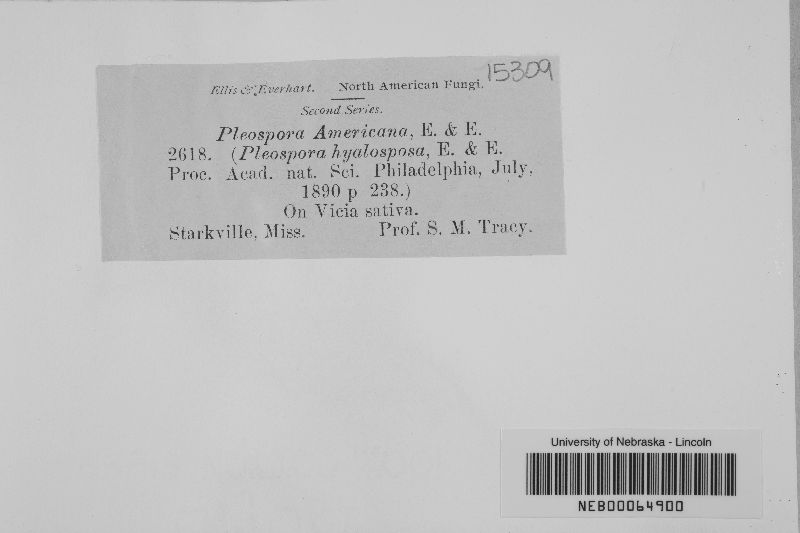 15309
Ellis & Everhart. North American Fungi.
Second Series.
Pleospora Americana, E. & E.
2618. (Pleospora hyalospora, E. & E.
Proc. Acad. nat. Sci. Philadelphia, July,
1890 p 238.)
On Vicia sativa.
Starkville, Miss. Prof. S. M. Tracy.
University of Nebraska - Lincoln
NEB00064900